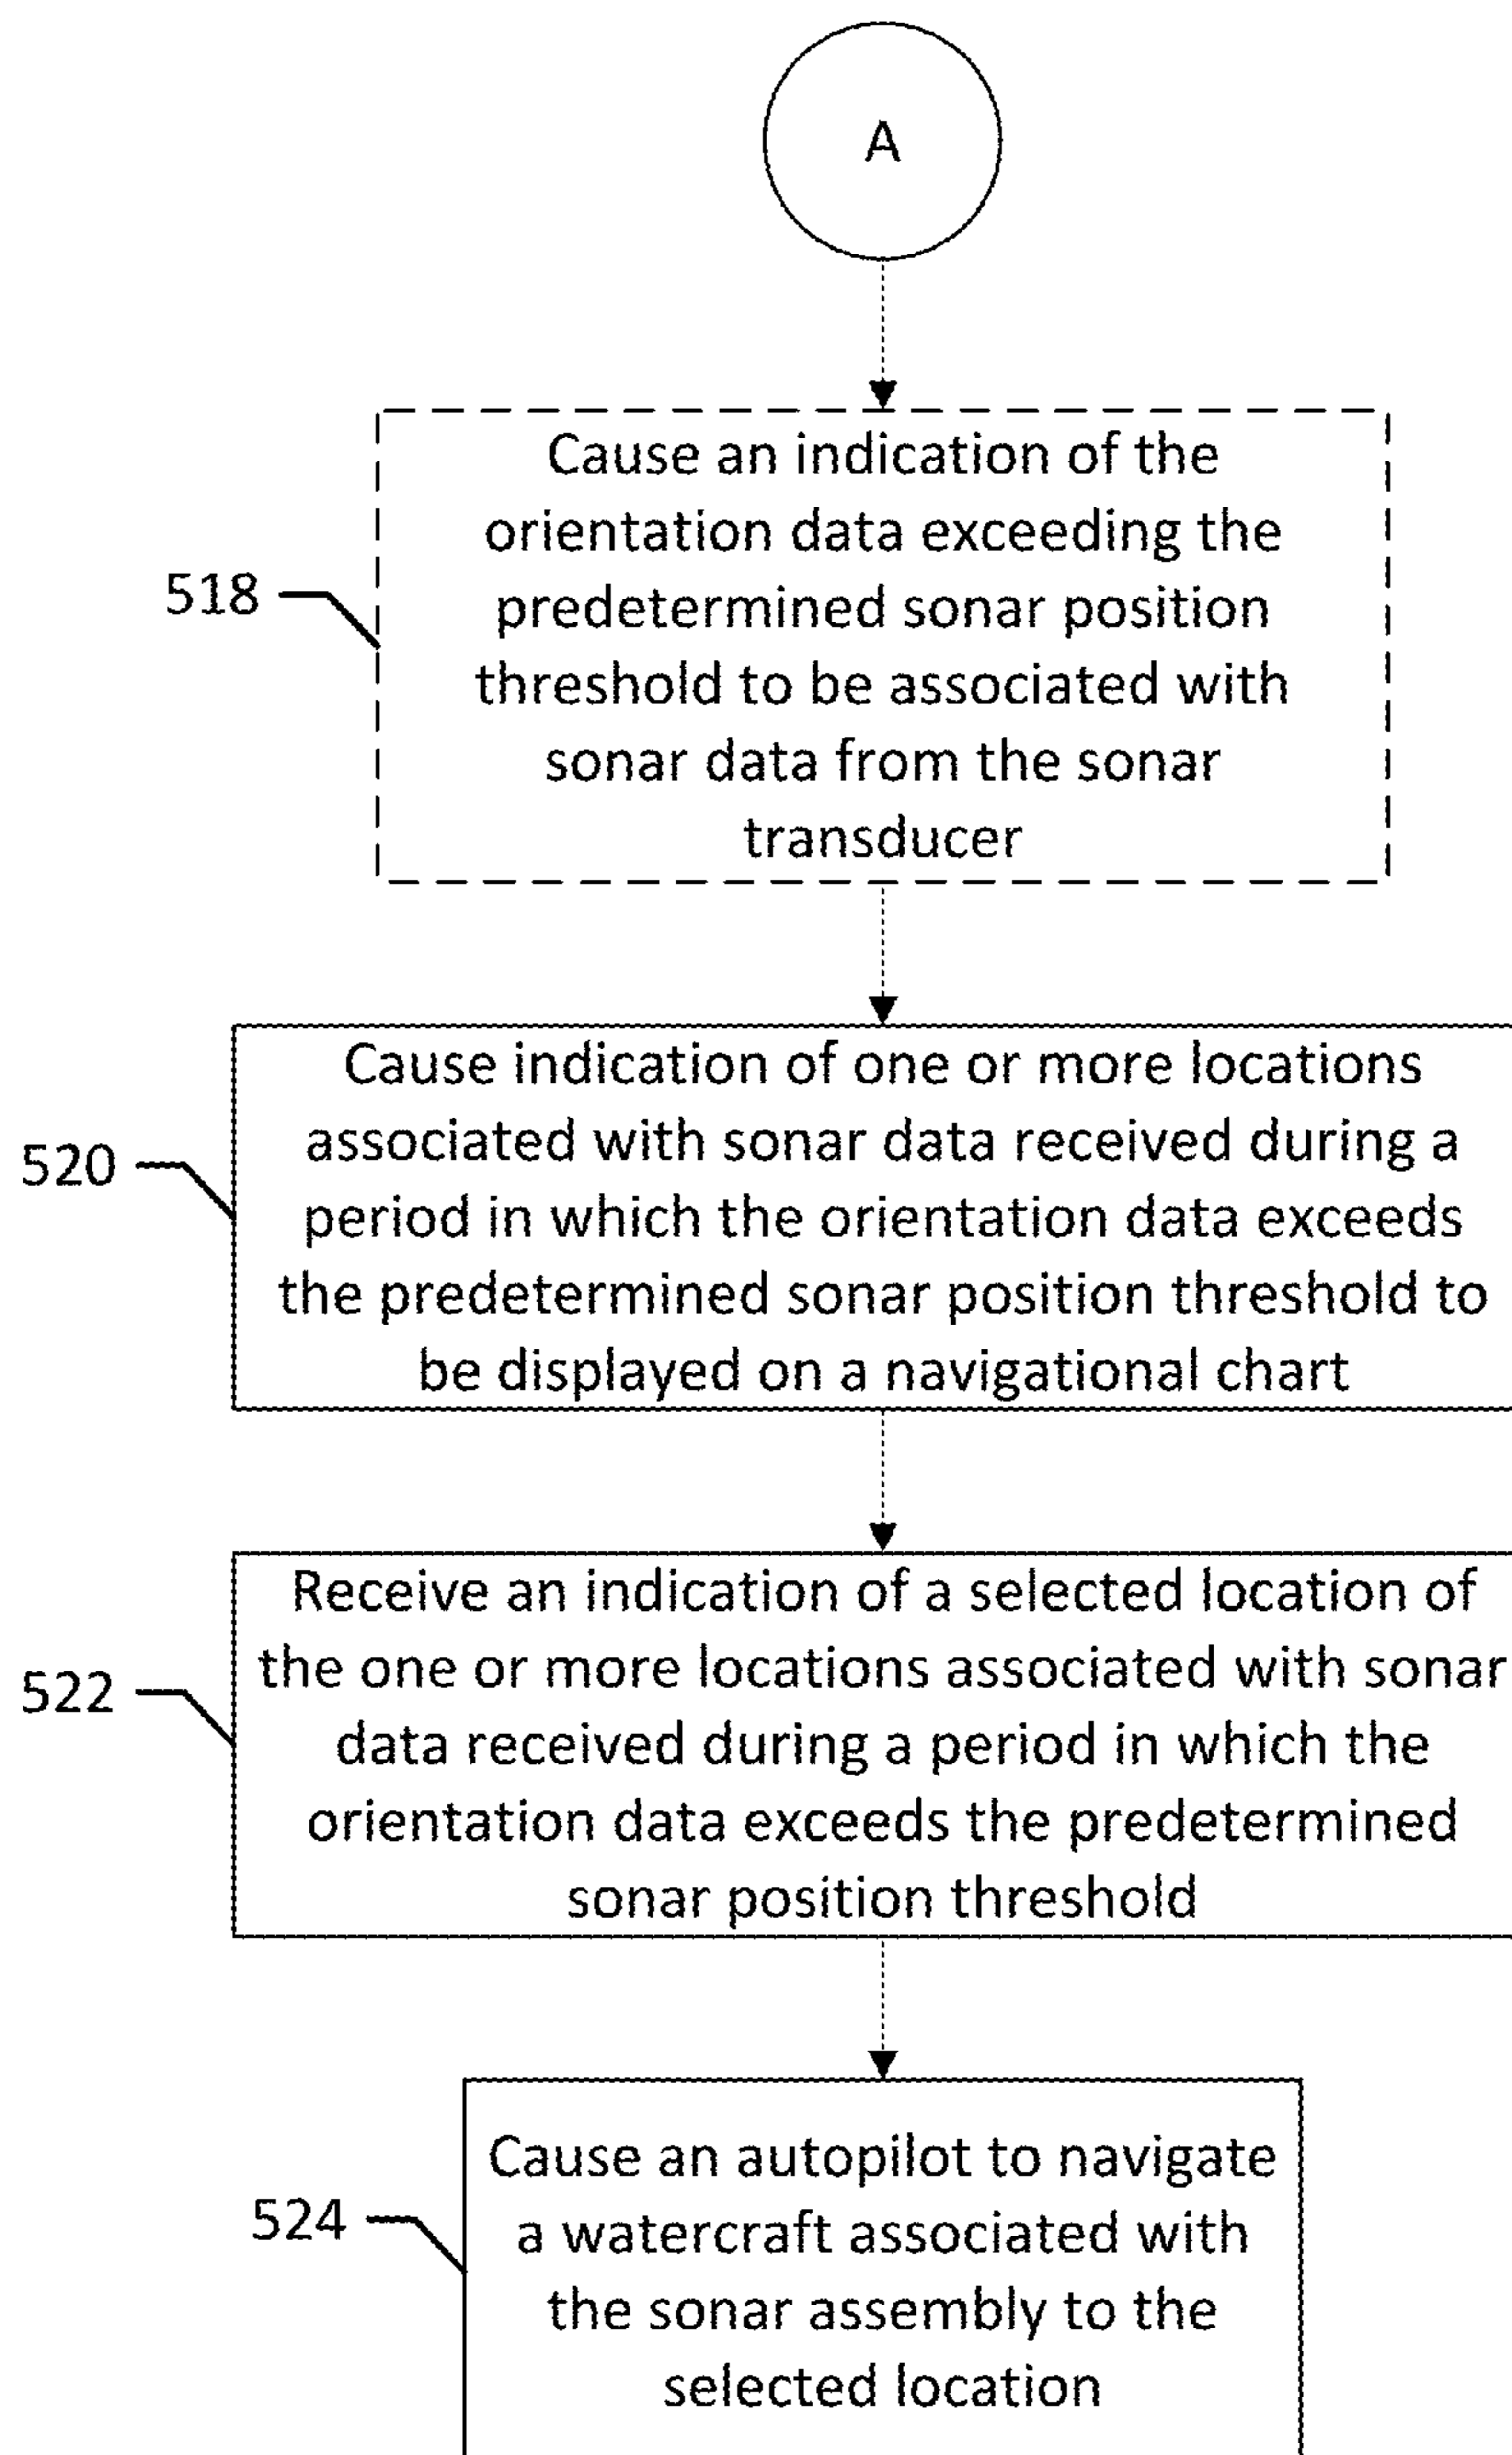 A
Cause an indication of the
orientation data exceeding the
predetermined sonar position
threshold to be associated with
sonar data from the sonar
transducer
518
Cause indication of one or more locations
associated with sonar data received during a
period in which the orientation data exceeds
the predetermined sonar position threshold to
be displayed on a navigational chart
520
Receive an indication of a selected location of
the one or more locations associated with sonar
data received during a period in which the
orientation data exceeds the predetermined
sonar position threshold
522
Cause an autopilot to navigate
a watercraft associated with
the sonar assembly to the
selected location
524